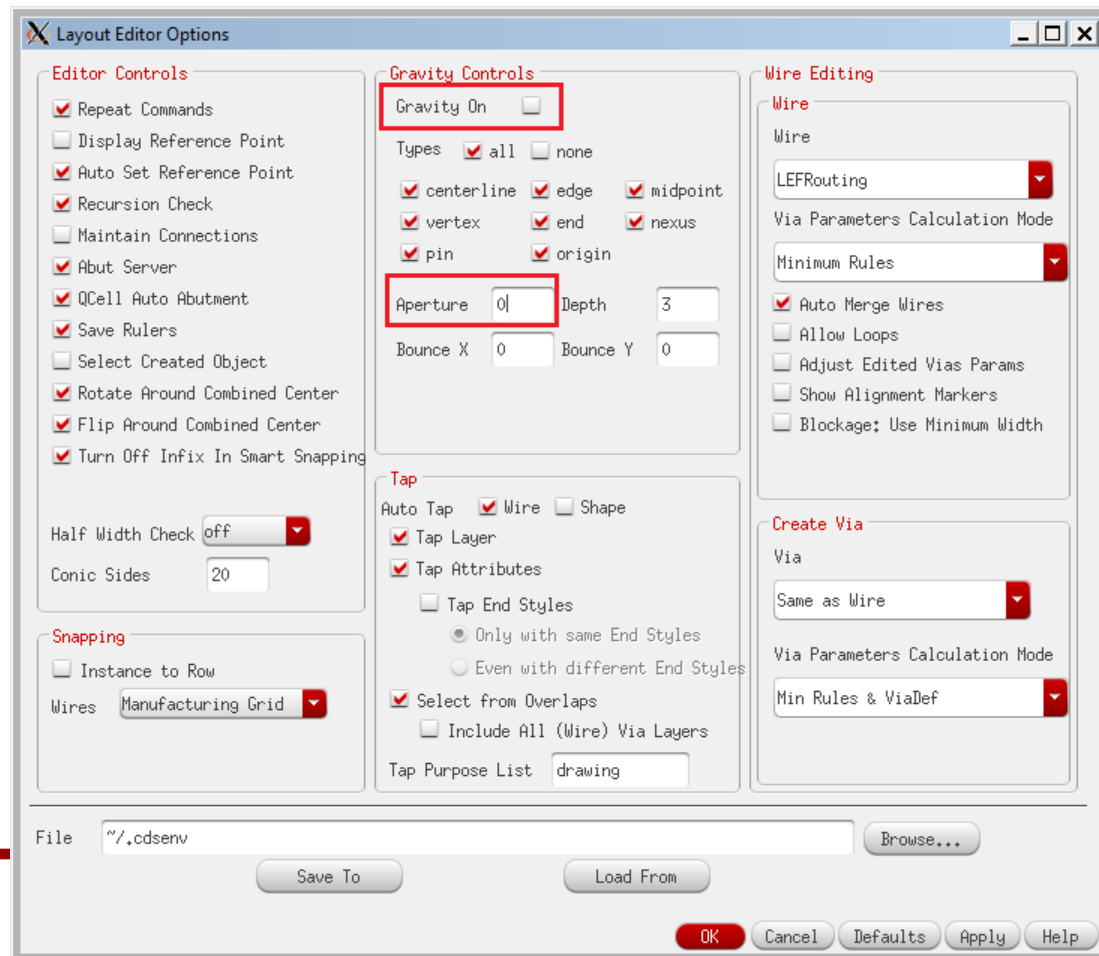 Layout Editor Options
Editor Controls
Repeat Commands
Display Reference Point
Auto Set Reference Point
Recursion Check
Maintain Connections
Abut Server
QCell Auto Abutment
Save Rulers
Select Created Object
Rotate Around Combined Center
Flip Around Combined Center
Turn Off Infix In Smart Snapping
Half Width Check off
Conic Sides 20
Snapping
Instance to Row
Wires Manufacturing Grid
Gravity Controls
Gravity On
Types all none
centerline edge midpoint
vertex end nexus
pin origin
Aperture 0 Depth 3
Bounce X 0 Bounce Y 0
Tap
Auto Tap Wire Shape
Tap Layer
Tap Attributes
Tap End Styles
Only with same End Styles
Even with different End Styles
Select from Overlaps
Include All (Wire) Via Layers
Tap Purpose List drawing
Wire Editing
Wire
Wire
LEFRouting
Via Parameters Calculation Mode
Minimum Rules
Auto Merge Wires
Allow Loops
Adjust Edited Vias Params
Show Alignment Markers
Blockage: Use Minimum Width
Create Via
Via
Same as Wire
Via Parameters Calculation Mode
Min Rules & ViaDef
File ~/.cdsenv Browse...
Save To Load From
OK Cancel Defaults Apply Help